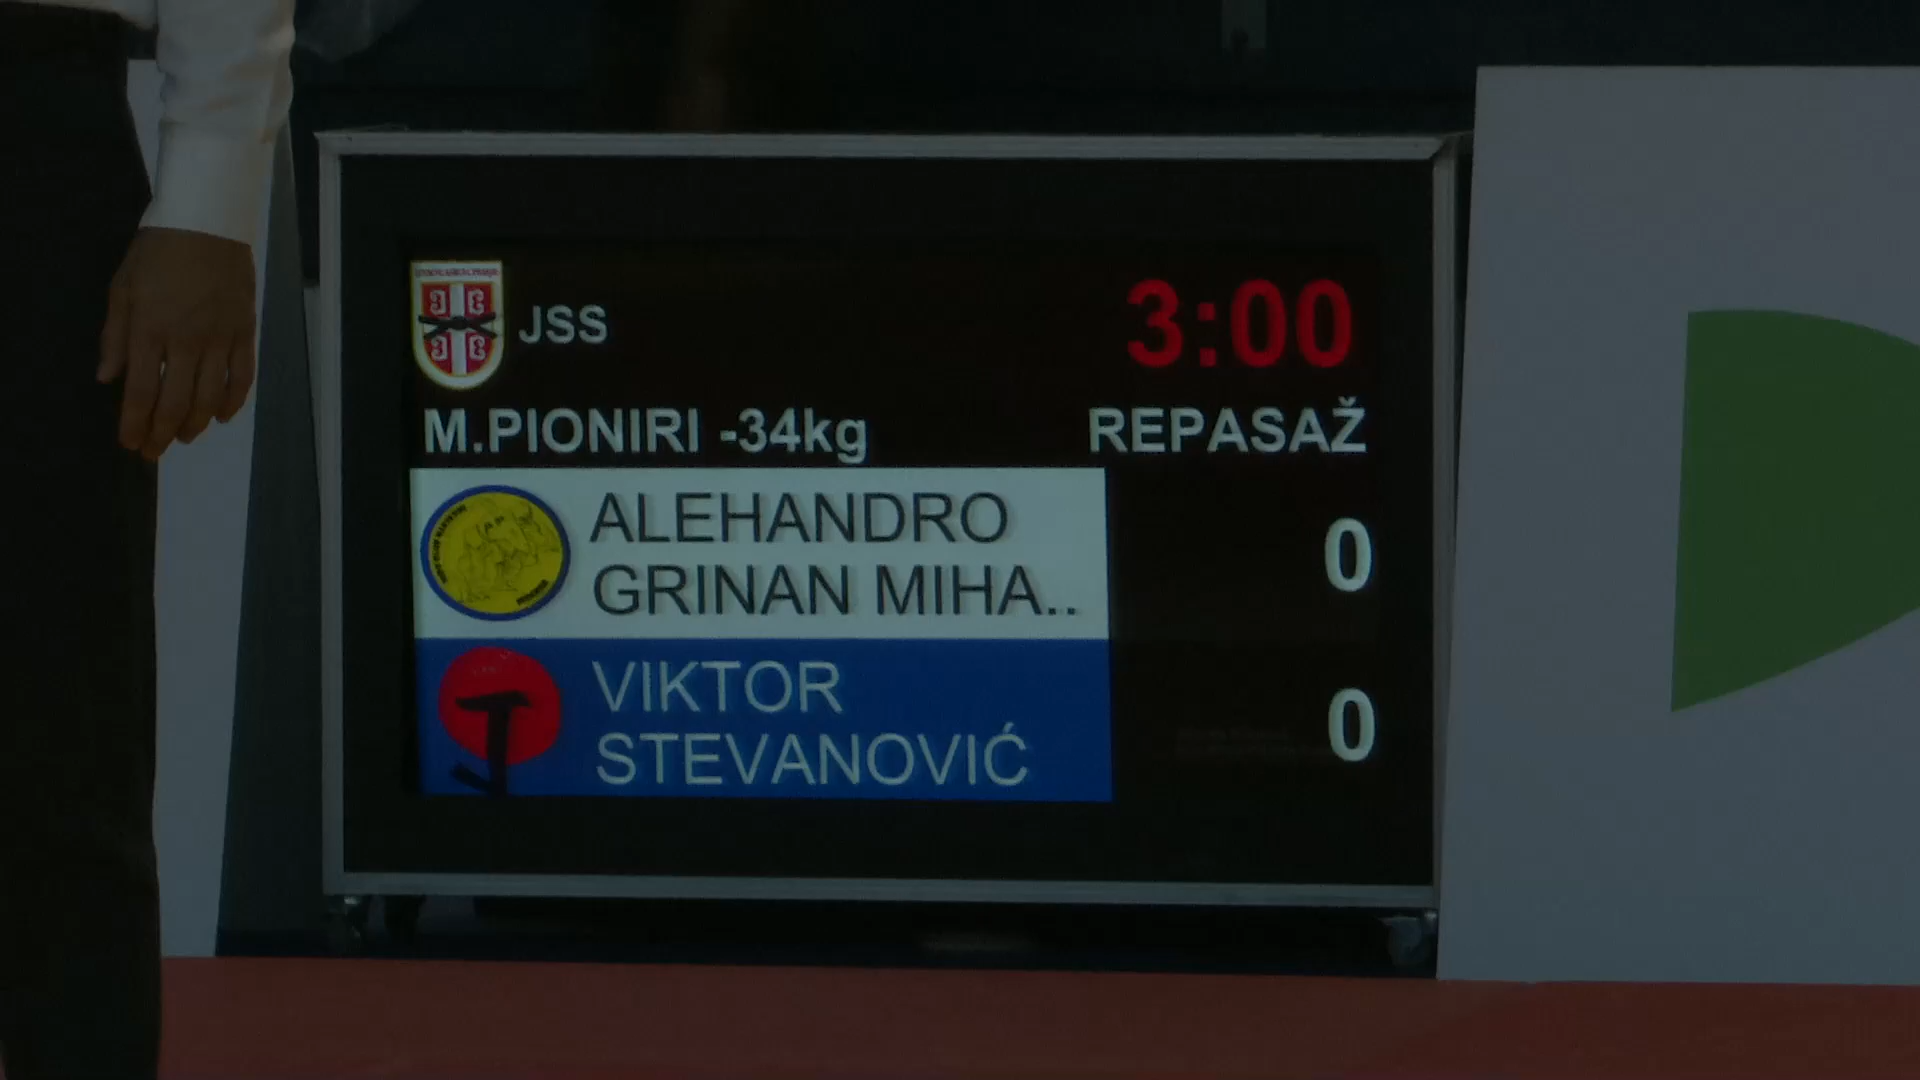 JSS
3:00
M.PIONIRI -34kg
REPASAŽ
ALEHANDRO
GRINAN MIHA..
0
VIKTOR
STEVANOVIĆ
0